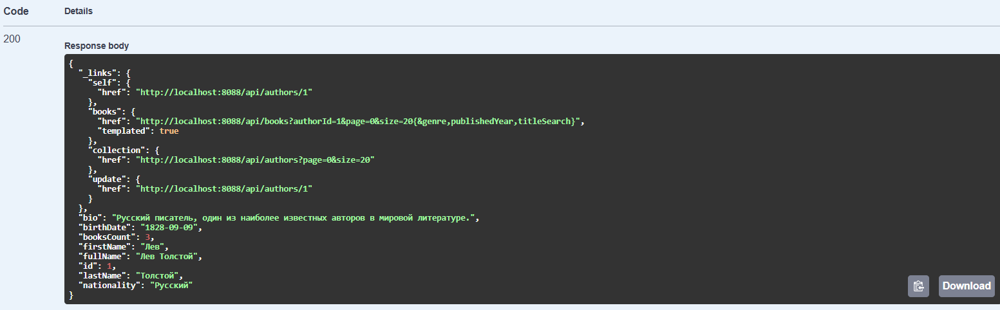 Code Details
200
Response body
{
  "_links": {
    "self": {
      "href": "http://localhost:8088/api/authors/1"
    },
    "books": {
      "href": "http://localhost:8088/api/books?authorId=1&page=0&size=20{&genre,publishedYear,titleSearch}",
      "templated": true
    },
    "collection": {
      "href": "http://localhost:8088/api/authors?page=0&size=20"
    },
    "update": {
      "href": "http://localhost:8088/api/authors/1"
    }
  },
  "bio": "Русский писатель, один из наиболее известных авторов в мировой литературе.",
  "birthDate": "1828-09-09",
  "booksCount": 3,
  "firstName": "Лев",
  "fullName": "Лев Толстой",
  "id": 1,
  "lastName": "Толстой",
  "nationality": "Русский"
}
Download